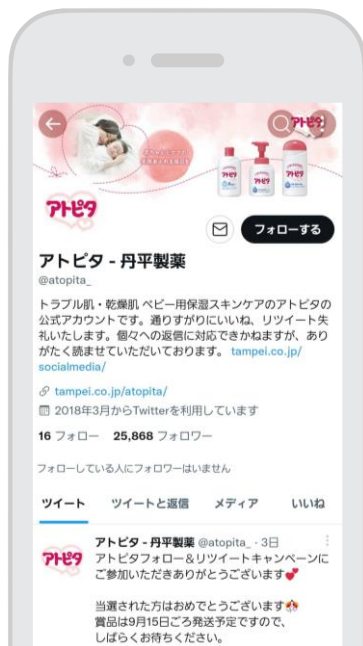 アトピタ
アトピタ
フォローする
アトピタ - 丹平製薬
@atopita_
トラブル肌・乾燥肌 ベビー用保湿スキンケアのアトピタの
公式アカウントです。通りすがりにいいね、リツイート失
礼いたします。個々への返信に対応できかねますが、あり
がたく読ませていただいております。 tampei.co.jp/
socialmedia/
tampei.co.jp/atopita/
2018年3月からTwitterを利用しています
16 フォロー 25,868 フォロワー
フォローしている人にフォロワーはいません
ツイート ツイートと返信 メディア いいね
アトピタ - 丹平製薬 @atopita_ · 3日
アトピタ
アトピタフォロー&リツイートキャンペーンに
ご参加いただきありがとうございます💕
当選された方はおめでとうございます🎊
賞品は9月15日ごろ発送予定ですので、
しばらくお待ちください。